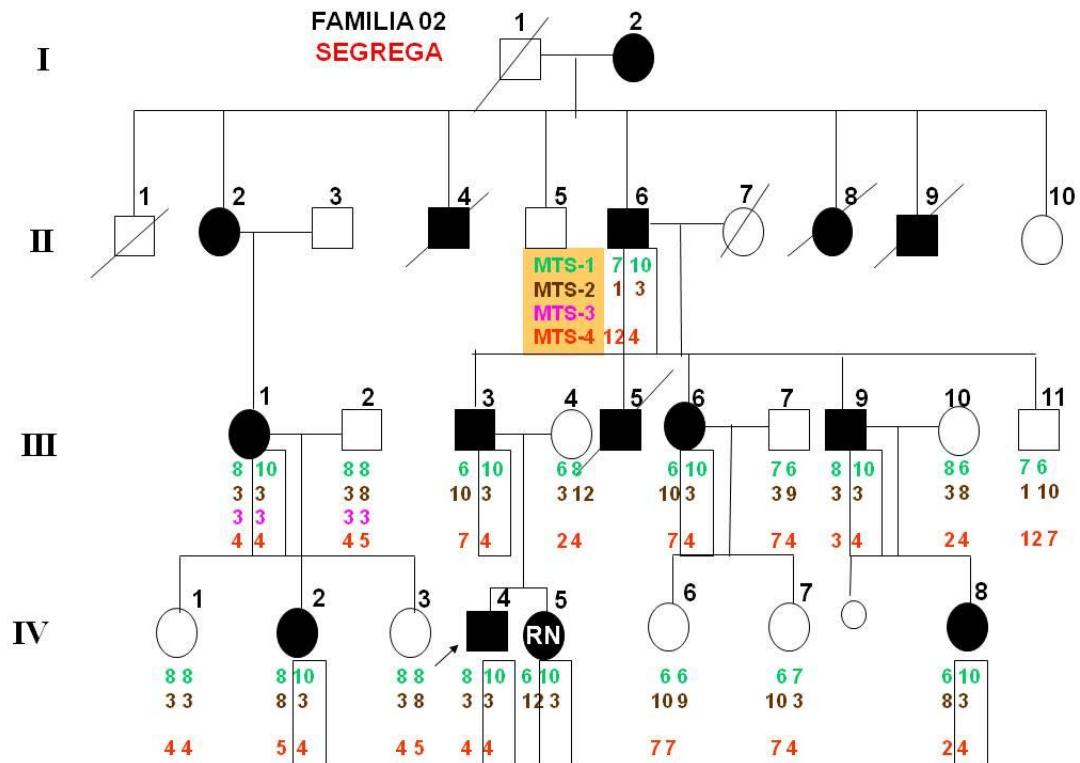 FAMILIA 02
SEGREGA
1 2
I
1 2 3 4 5 6 7 8 9 10
II
MTS-1 7 10
MTS-2 1 3
MTS-3
MTS-4 12 4
1 2 3 4 5 6 7 9 10 11
III
8 10 8 8 6 10 6 8 6 10 7 6 8 10 8 6 7 6
3 3 3 8 10 3 3 12 10 3 3 9 3 3 3 8 1 10
3 3 3 3
4 4 4 5 7 4 2 4 7 4 7 4 3 4 2 4 12 7
1 2 3 4 5 6 7 8
IV
RN
8 8 8 10 8 8 8 10 6 10 6 6 6 7 6 10
3 3 8 3 3 8 3 3 12 3 10 9 10 3 8 3
4 4 5 4 4 5 4 4 7 7 7 4 2 4